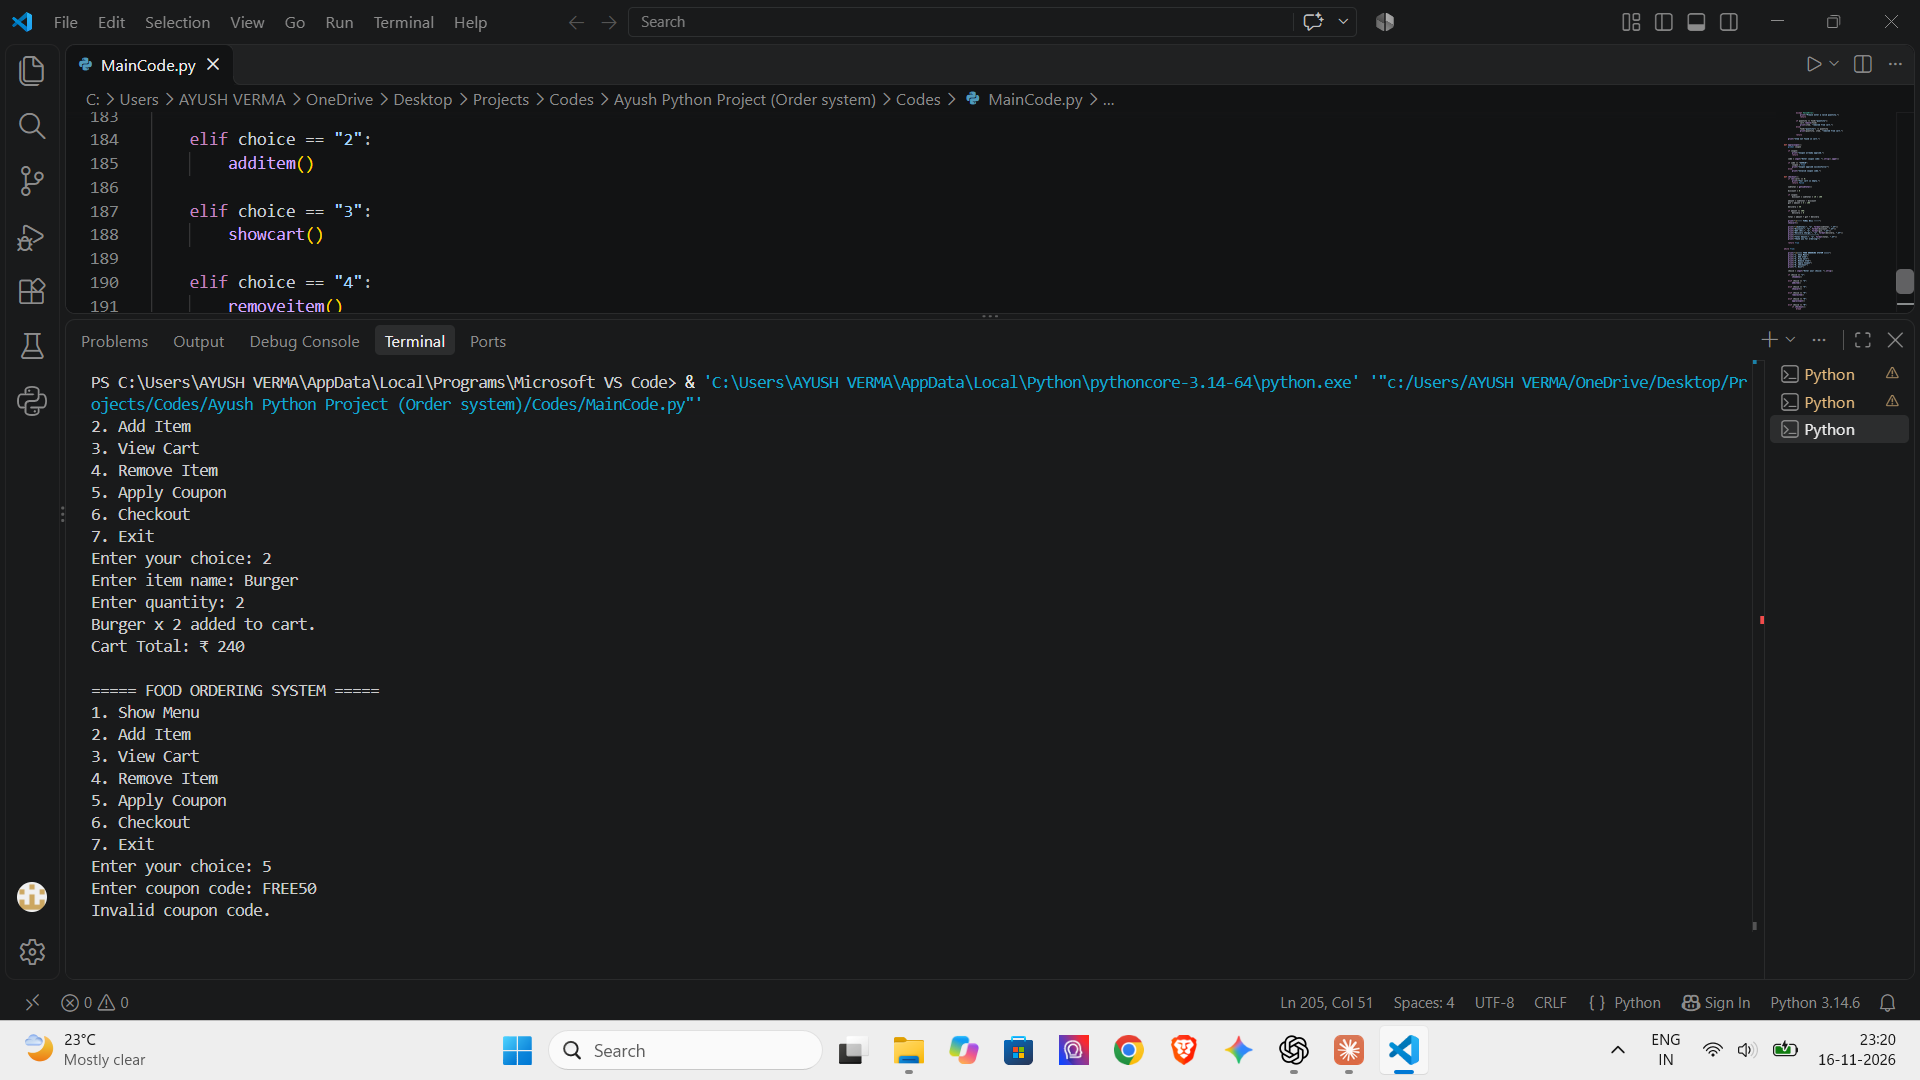 File Edit Selection View Go Run Terminal Help
Search
MainCode.py
C: > Users > AYUSH VERMA > OneDrive > Desktop > Projects > Codes > Ayush Python Project (Order system) > Codes > MainCode.py > ...
183
184 elif choice == "2":
185 additem()
186
187 elif choice == "3":
188 showcart()
189
190 elif choice == "4":
191 removeitem()
Problems Output Debug Console Terminal Ports
PS C:\Users\AYUSH VERMA\AppData\Local\Programs\Microsoft VS Code> & 'C:\Users\AYUSH VERMA\AppData\Local\Python\pythoncore-3.14-64\python.exe' '"c:/Users/AYUSH VERMA/OneDrive/Desktop/Pr
ojects/Codes/Ayush Python Project (Order system)/Codes/MainCode.py"'
2. Add Item
3. View Cart
4. Remove Item
5. Apply Coupon
6. Checkout
7. Exit
Enter your choice: 2
Enter item name: Burger
Enter quantity: 2
Burger x 2 added to cart.
Cart Total: ₹ 240
===== FOOD ORDERING SYSTEM =====
1. Show Menu
2. Add Item
3. View Cart
4. Remove Item
5. Apply Coupon
6. Checkout
7. Exit
Enter your choice: 5
Enter coupon code: FREE50
Invalid coupon code.
Python
Python
Python
0 0
Ln 205, Col 51 Spaces: 4 UTF-8 CRLF {} Python Sign In Python 3.14.6
23°C
Mostly clear
Search
ENG
IN
23:20
16-11-2026